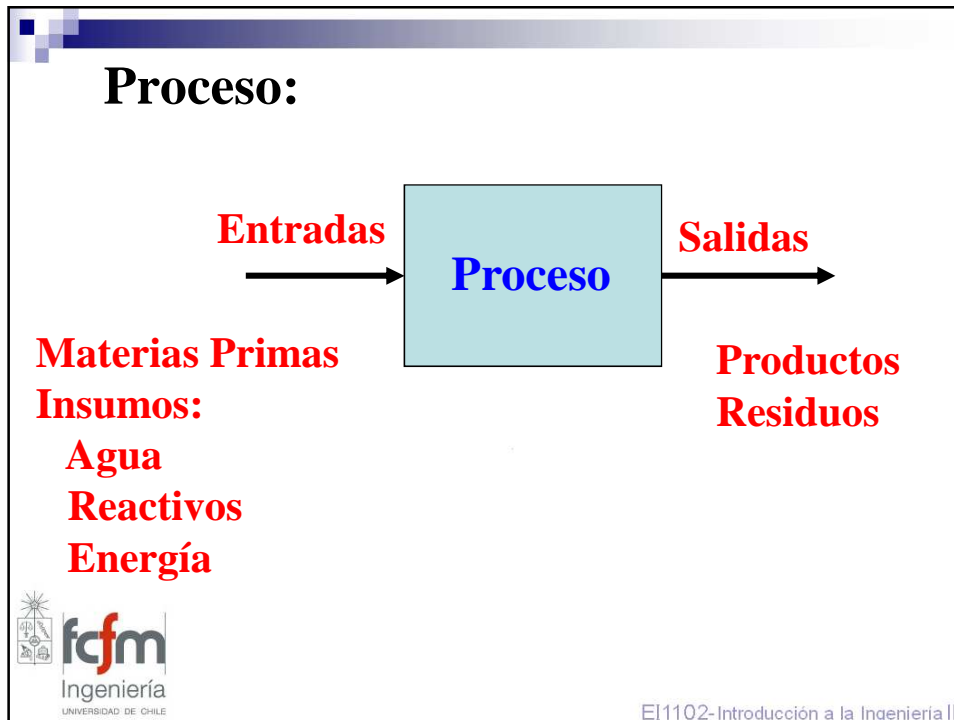 Proceso:
Entradas
Proceso
Salidas
Materias Primas
Insumos:
Agua
Reactivos
Energía
Productos
Residuos
fcfm
Ingeniería
UNIVERSIDAD DE CHILE
EI1102-Introducción a la Ingeniería II